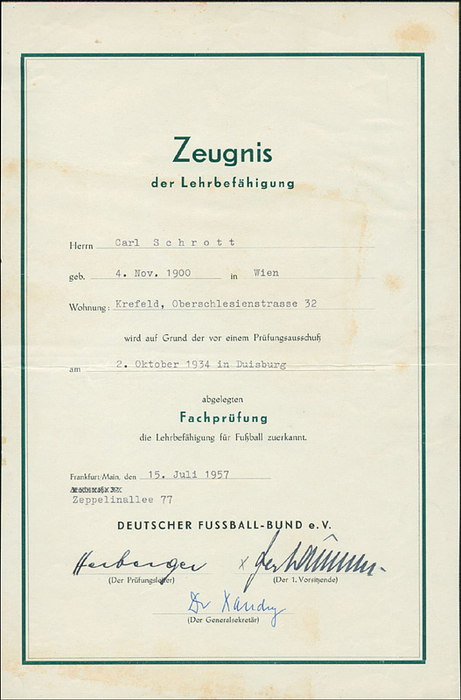 Zeugnis
der Lehrbefähigung
Herrn Carl Schrott
geb. 4. Nov. 1900 in Wien
Wohnung: Krefeld, Oberschlesienstrasse 32
wird auf Grund der vor einem Prüfungsausschuß
am 2. Oktober 1934 in Duisburg
abgelegten
Fachprüfung
die Lehrbefähigung für Fußball zuerkannt.
Frankfurt/Main, den 15. Juli 1957
Zeppelinallee 77
DEUTSCHER FUSSBALL-BUND e.V.
Herberger x
(Der Prüfungsleiter) (Der 1. Vorsitzende)
Dr Xandry
(Der Generalsekretär)